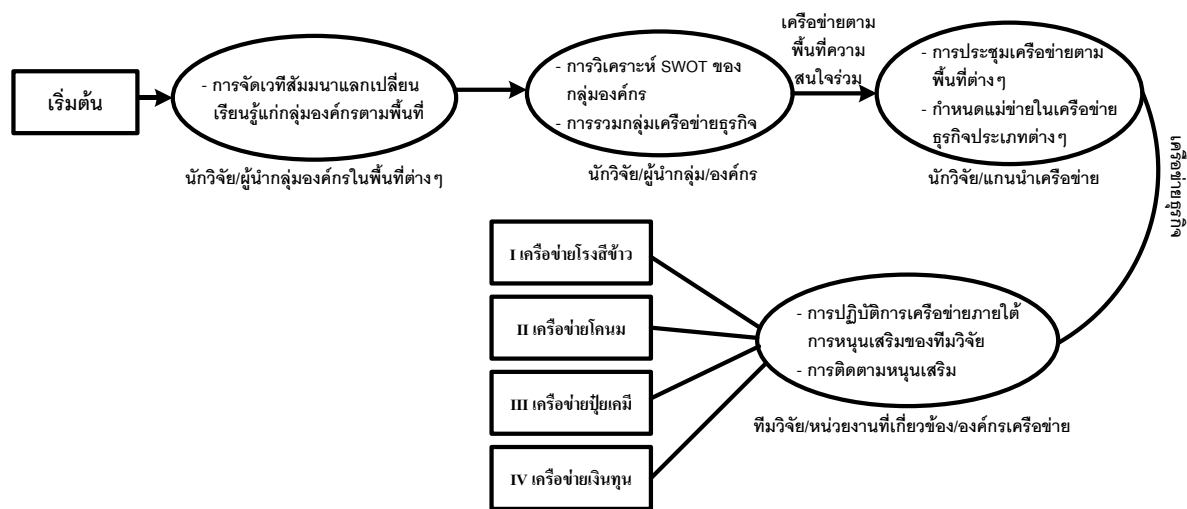 เริ่มต้น
- การจัดเวทีสัมมนาแลกเปลี่ยน
เรียนรู้แก่กลุ่มองค์กรตามพื้นที่
นักวิจัย/ผู้นำกลุ่มองค์กรในพื้นที่ต่างๆ
- การวิเคราะห์ SWOT ของ
กลุ่มองค์กร
- การรวมกลุ่มเครือข่ายธุรกิจ
นักวิจัย/ผู้นำกลุ่ม/องค์กร
เครือข่ายตาม
พื้นที่ความ
สนใจร่วม
- การประชุมเครือข่ายตาม
พื้นที่ต่างๆ
- กำหนดแม่ข่ายในเครือข่าย
ธุรกิจประเภทต่างๆ
นักวิจัย/แกนนำเครือข่าย
เครือข่ายธุรกิจ
- การปฏิบัติการเครือข่ายภายใต้
การหนุนเสริมของทีมวิจัย
- การติดตามหนุนเสริม
ทีมวิจัย/หน่วยงานที่เกี่ยวข้อง/องค์กรเครือข่าย
I เครือข่ายโรงสีข้าว
II เครือข่ายโคนม
III เครือข่ายปุ๋ยเคมี
IV เครือข่ายเงินทุน